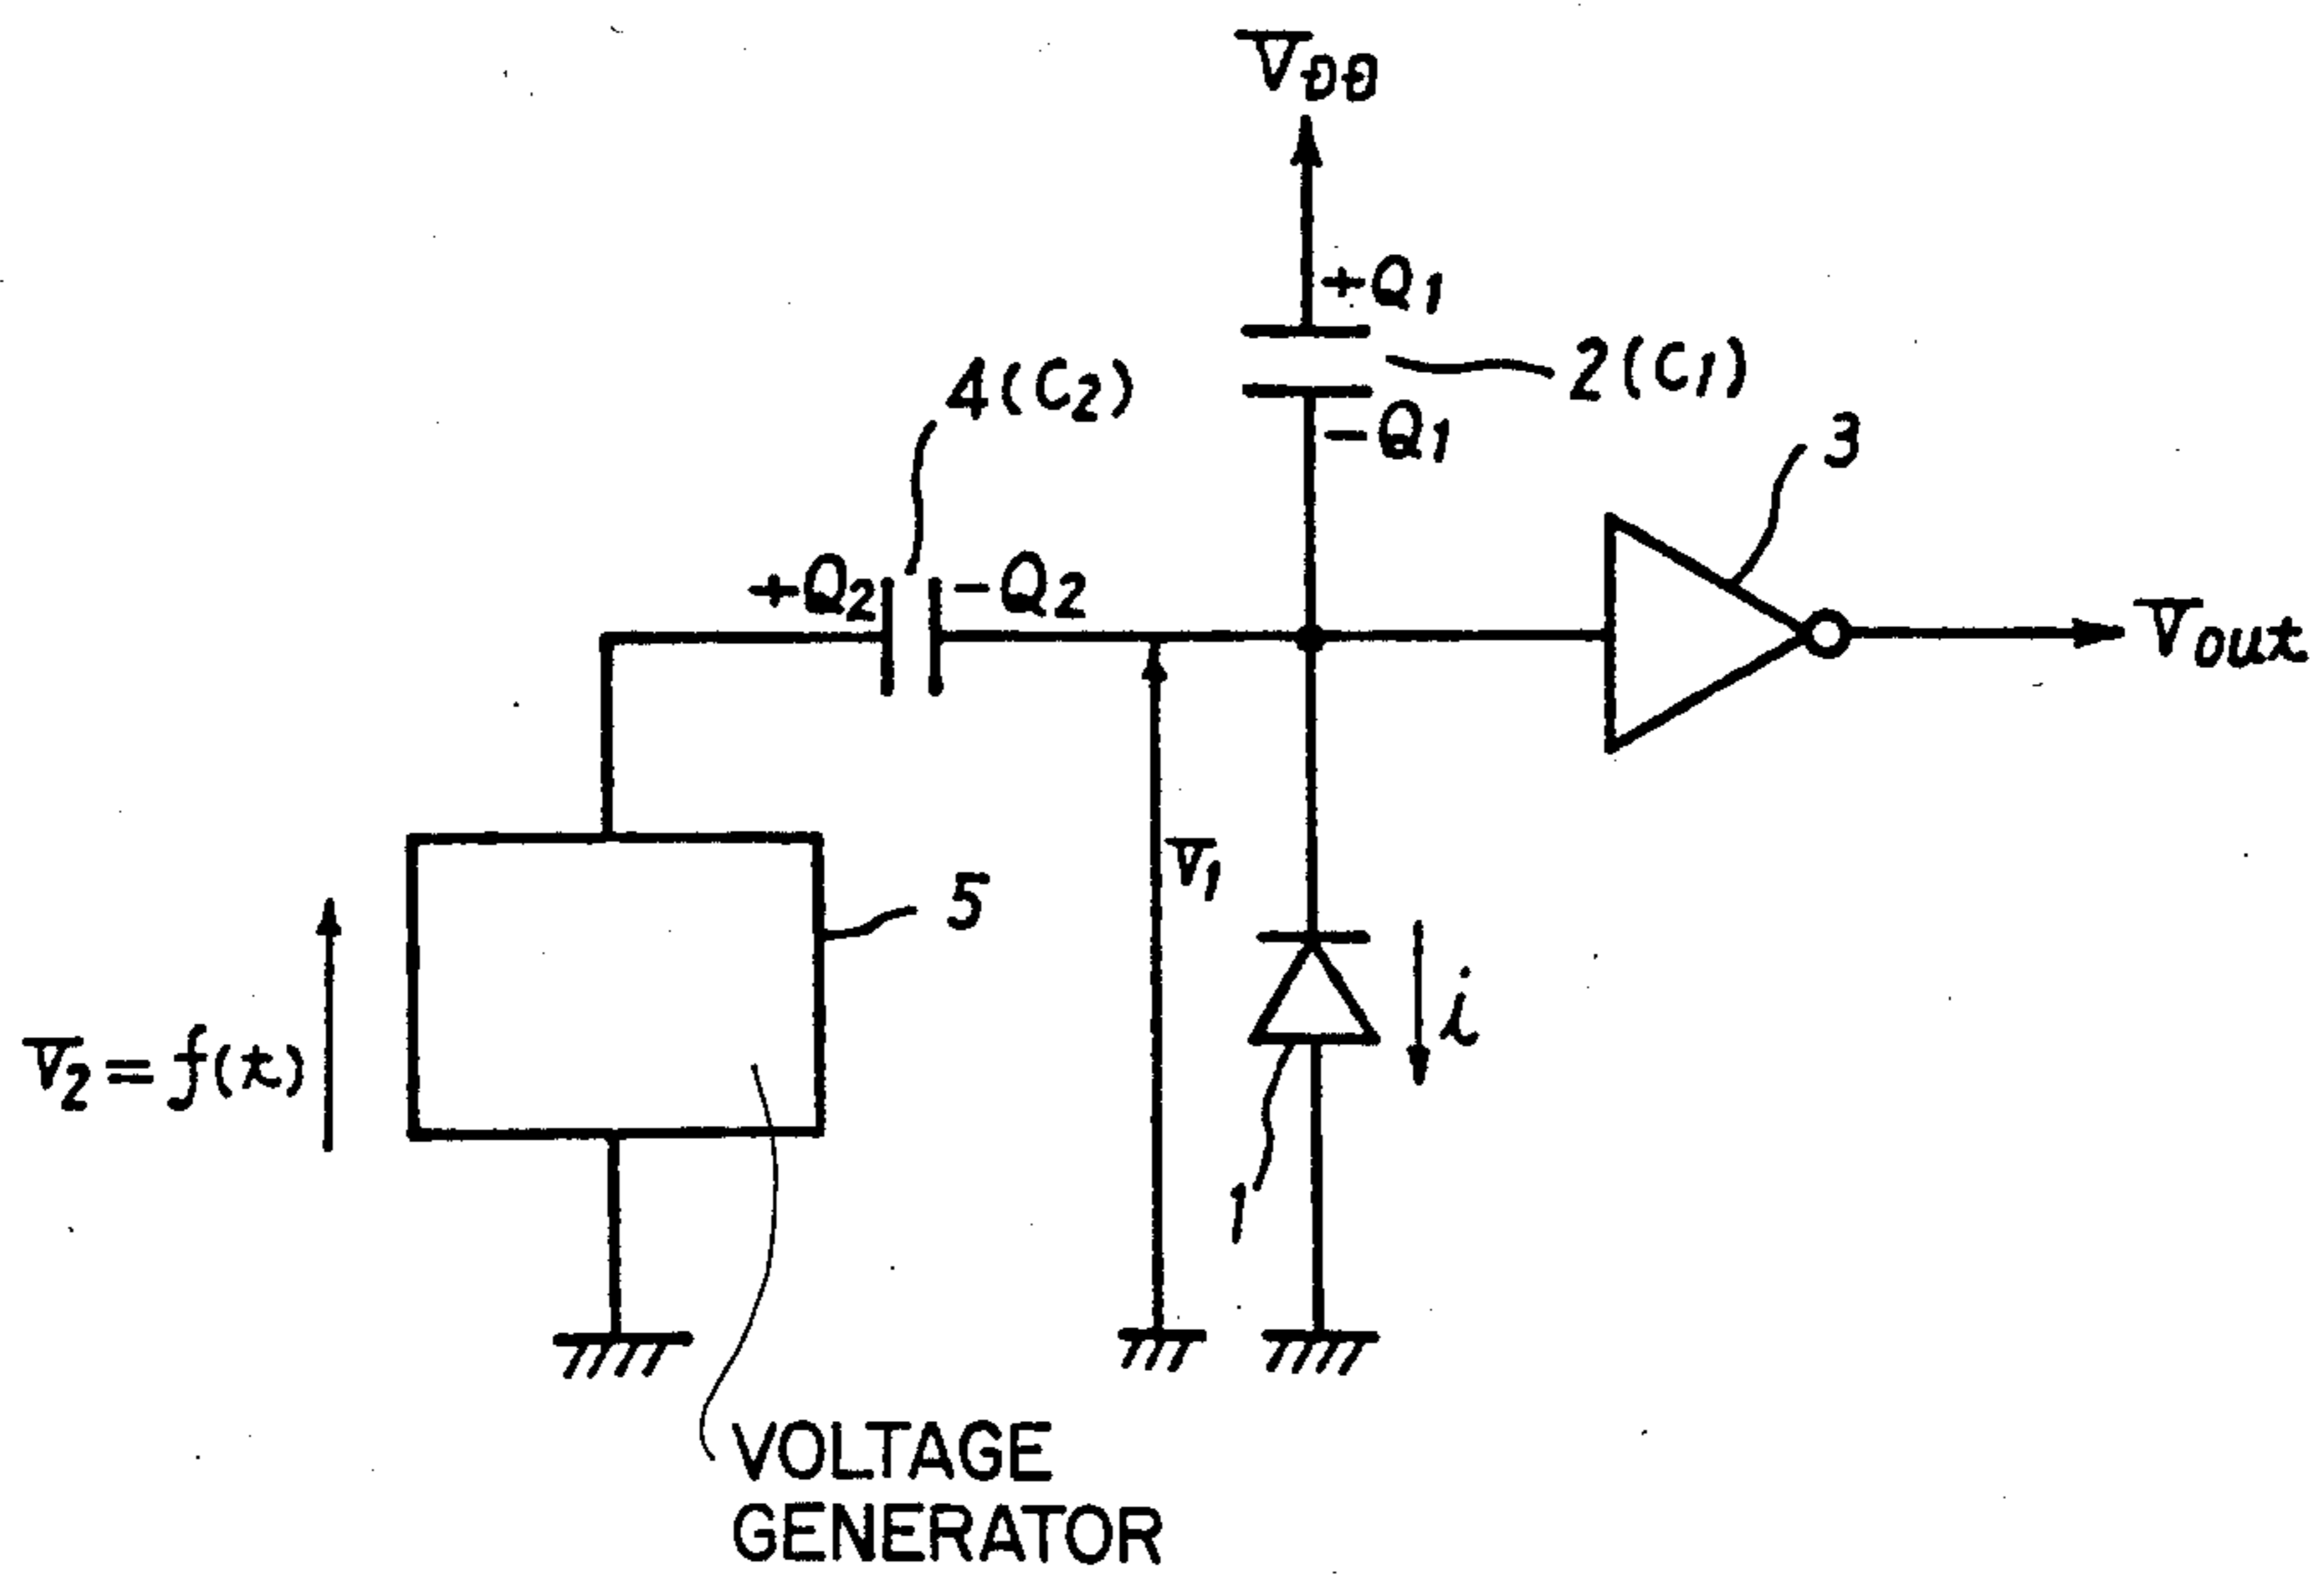 VDD
+Q1
2(C1)
-Q1
4(C2)
3
+Q2
-Q2
Vout
V1
5
i
V2=f(t)
1
VOLTAGE
GENERATOR